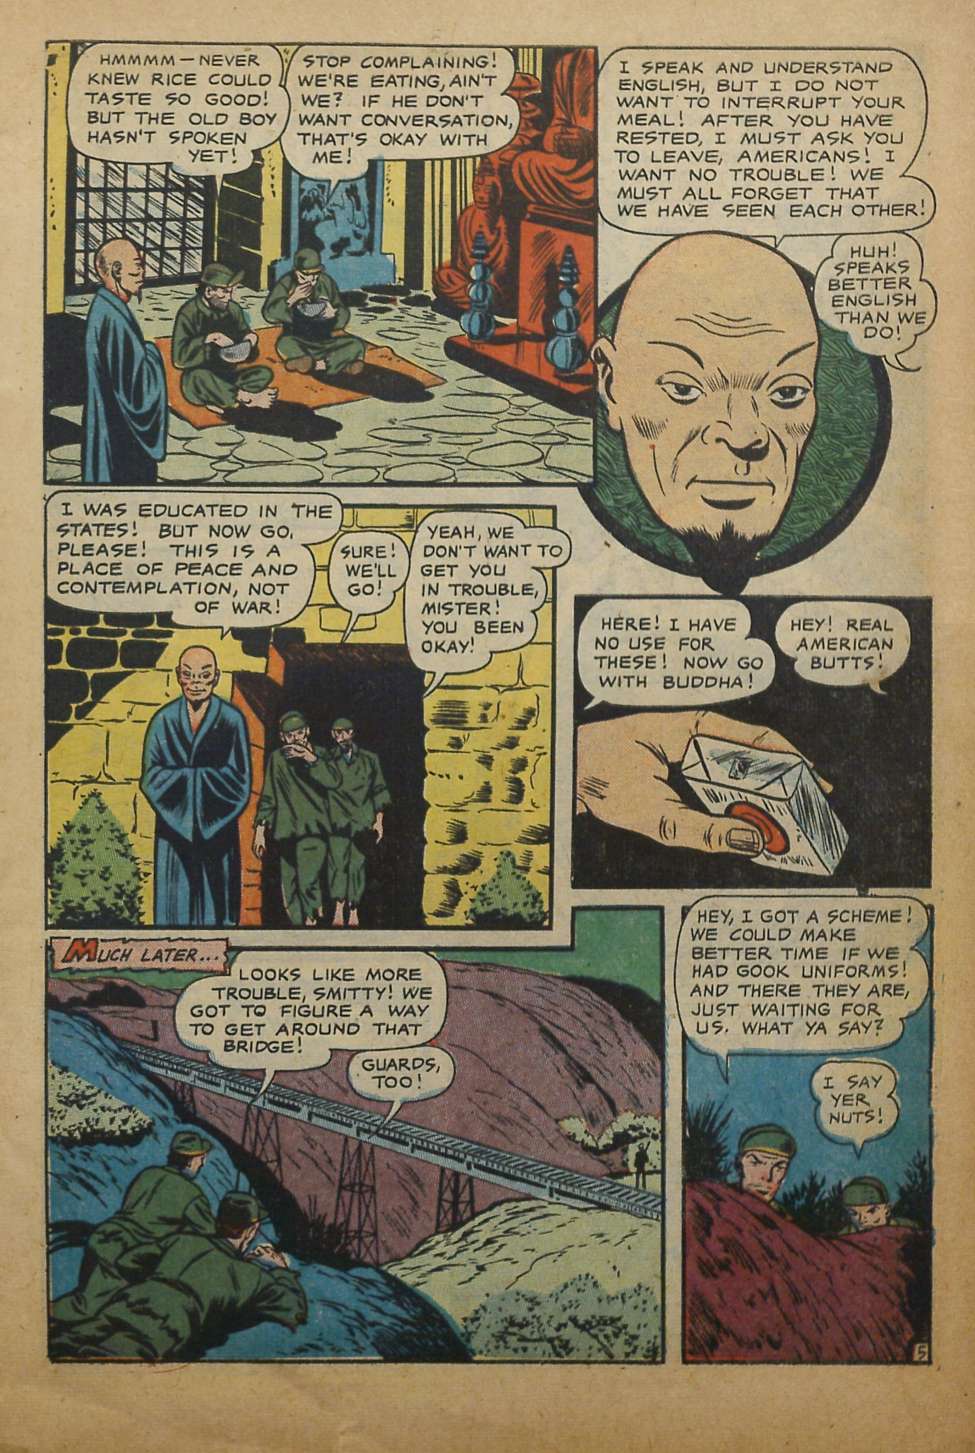 HMMMM — NEVER
KNEW RICE COULD
TASTE SO GOOD!
BUT THE OLD BOY
HASN'T SPOKEN
YET!
STOP COMPLAINING!
WE'RE EATING, AIN'T
WE? IF HE DON'T
WANT CONVERSATION,
THAT'S OKAY WITH
ME!
I SPEAK AND UNDERSTAND
ENGLISH, BUT I DO NOT
WANT TO INTERRUPT YOUR
MEAL! AFTER YOU HAVE
RESTED, I MUST ASK YOU
TO LEAVE, AMERICANS! I
WANT NO TROUBLE! WE
MUST ALL FORGET THAT
WE HAVE SEEN EACH OTHER!
HUH!
SPEAKS
BETTER
ENGLISH
THAN WE
DO!
I WAS EDUCATED IN THE
STATES! BUT NOW GO,
PLEASE! THIS IS A
PLACE OF PEACE AND
CONTEMPLATION, NOT
OF WAR!
SURE!
WE'LL
GO!
YEAH, WE
DON'T WANT TO
GET YOU
IN TROUBLE,
MISTER!
YOU BEEN
OKAY!
HERE! I HAVE
NO USE FOR
THESE! NOW GO
WITH BUDDHA!
HEY! REAL
AMERICAN
BUTTS!
MUCH LATER...
LOOKS LIKE MORE
TROUBLE, SMITTY! WE
GOT TO FIGURE A WAY
TO GET AROUND THAT
BRIDGE!
GUARDS,
TOO!
HEY, I GOT A SCHEME!
WE COULD MAKE
BETTER TIME IF WE
HAD GOOK UNIFORMS!
AND THERE THEY ARE,
JUST WAITING FOR
US. WHAT YA SAY?
I SAY
YER
NUTS!
5